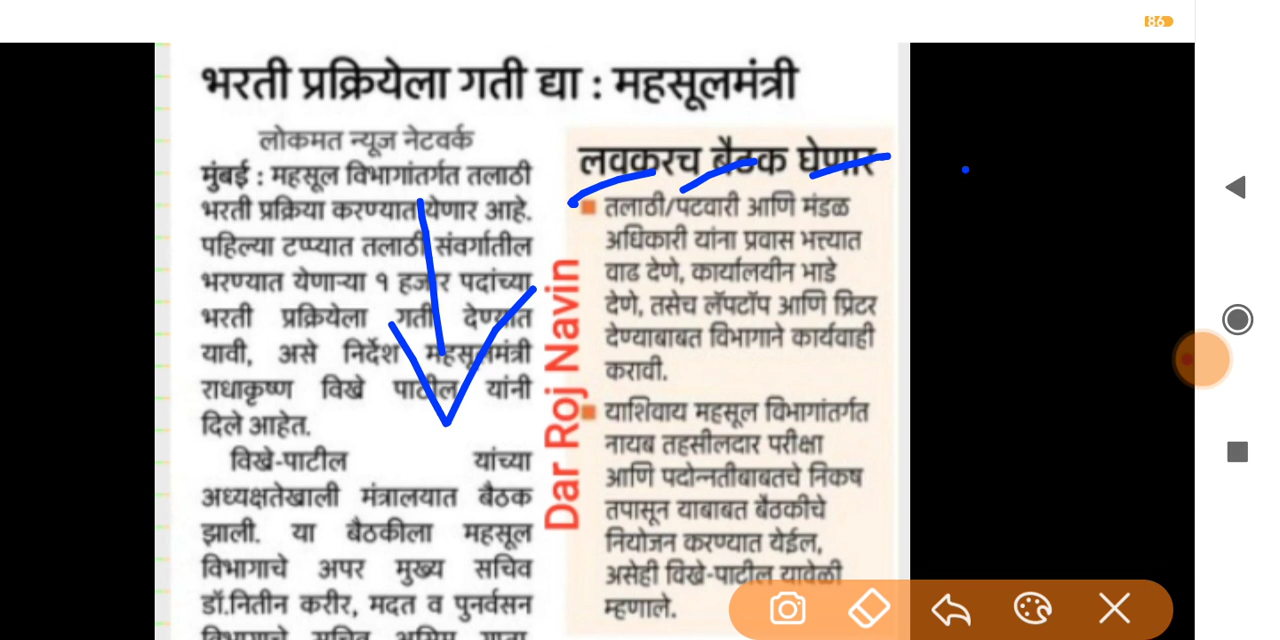 86
भरती प्रक्रियेला गती द्या : महसूलमंत्री
लोकमत न्यूज नेटवर्क
मुंबई : महसूल विभागांतर्गत तलाठी
भरती प्रक्रिया करण्यात येणार आहे.
पहिल्या टप्प्यात तलाठी संवर्गातील
भरण्यात येणाऱ्या १ हजार पदांच्या
भरती प्रक्रियेला गती देण्यात
यावी, असे निर्देश महसूलमंत्री
राधाकृष्ण विखे पाटील यांनी
दिले आहेत.
विखे-पाटील यांच्या
अध्यक्षतेखाली मंत्रालयात बैठक
झाली. या बैठकीला महसूल
विभागाचे अपर मुख्य सचिव
डॉ.नितीन करीर, मदत व पुनर्वसन
विभागाचे सचिव असिम गुप्ता,
Dar Roj Navin
लवकरच बैठक घेणार
तलाठी/पटवारी आणि मंडळ
अधिकारी यांना प्रवास भत्त्यात
वाढ देणे, कार्यालयीन भाडे
देणे, तसेच लॅपटॉप आणि प्रिंटर
देण्याबाबत विभागाने कार्यवाही
करावी.
याशिवाय महसूल विभागांतर्गत
नायब तहसीलदार परीक्षा
आणि पदोन्नतीबाबतचे निकष
तपासून याबाबत बैठकीचे
नियोजन करण्यात येईल,
असेही विखे-पाटील यावेळी
म्हणाले.